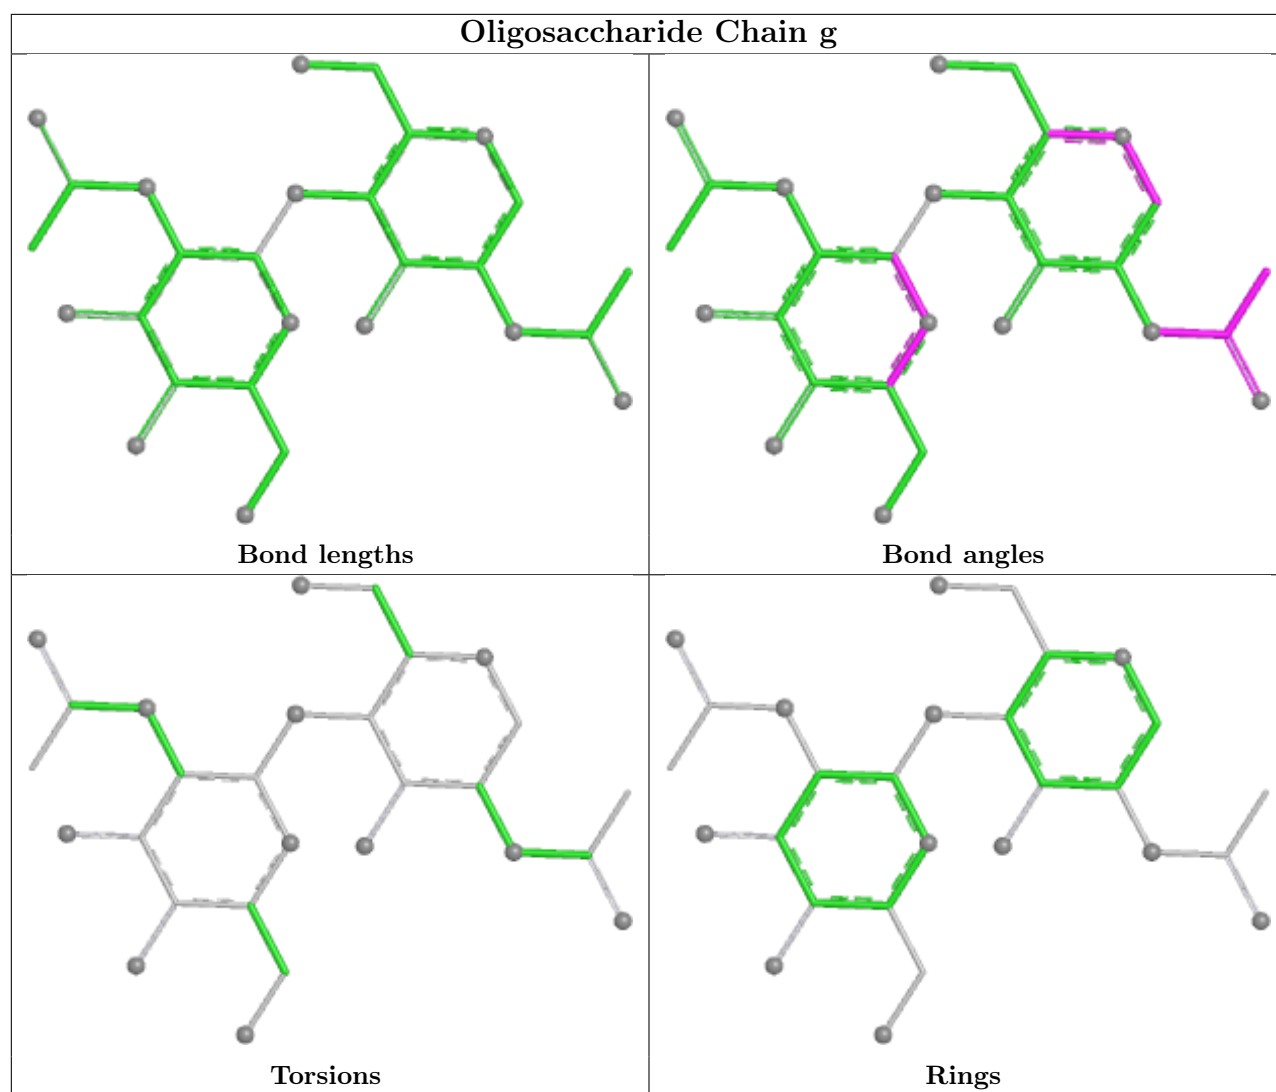 Oligosaccharide Chain g
Bond lengths
Bond angles
Torsions
Rings